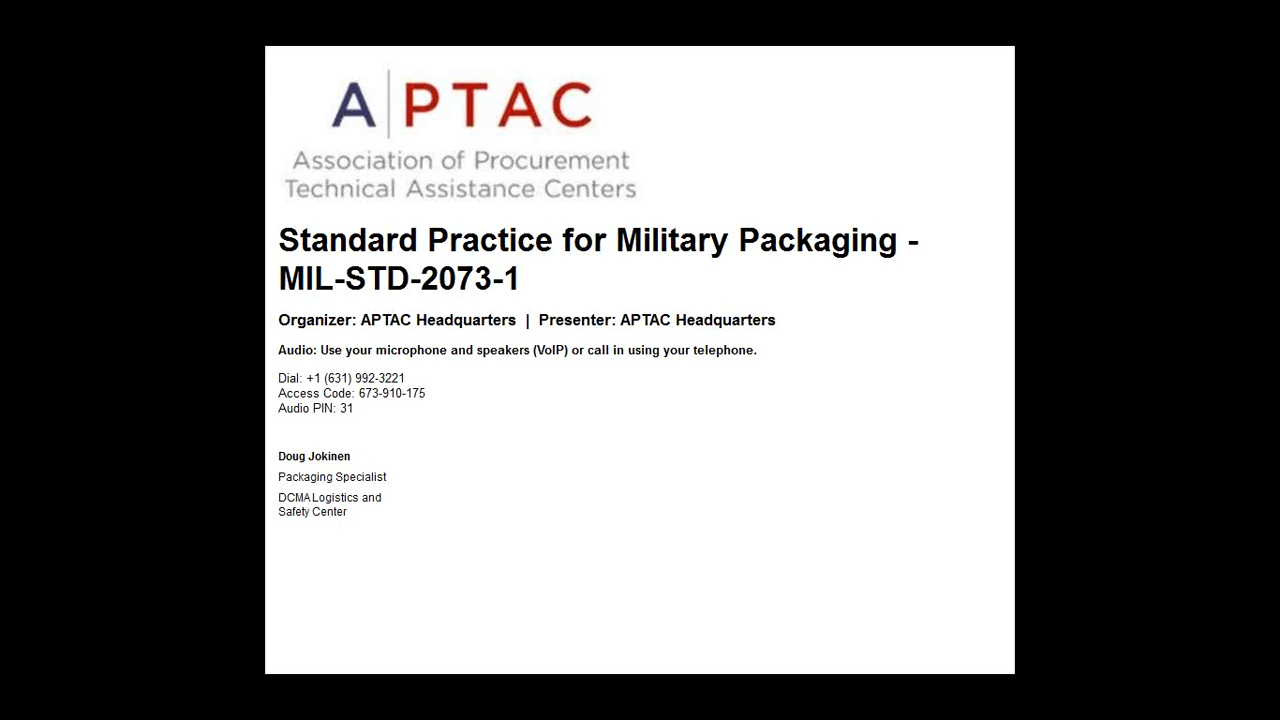 A|PTAC
Association of Procurement
Technical Assistance Centers
Standard Practice for Military Packaging -
MIL-STD-2073-1
Organizer: APTAC Headquarters | Presenter: APTAC Headquarters
Audio: Use your microphone and speakers (VoIP) or call in using your telephone.
Dial: +1 (631) 992-3221
Access Code: 673-910-175
Audio PIN: 31
Doug Jokinen
Packaging Specialist
DCMA Logistics and
Safety Center